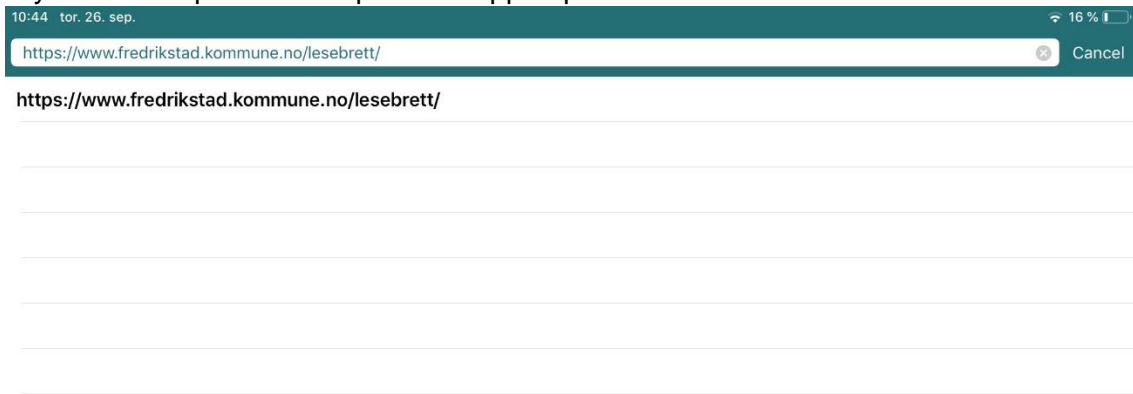 10:44 tor. 26. sep. 16 %
https://www.fredrikstad.kommune.no/lesebrett/ Cancel
https://www.fredrikstad.kommune.no/lesebrett/